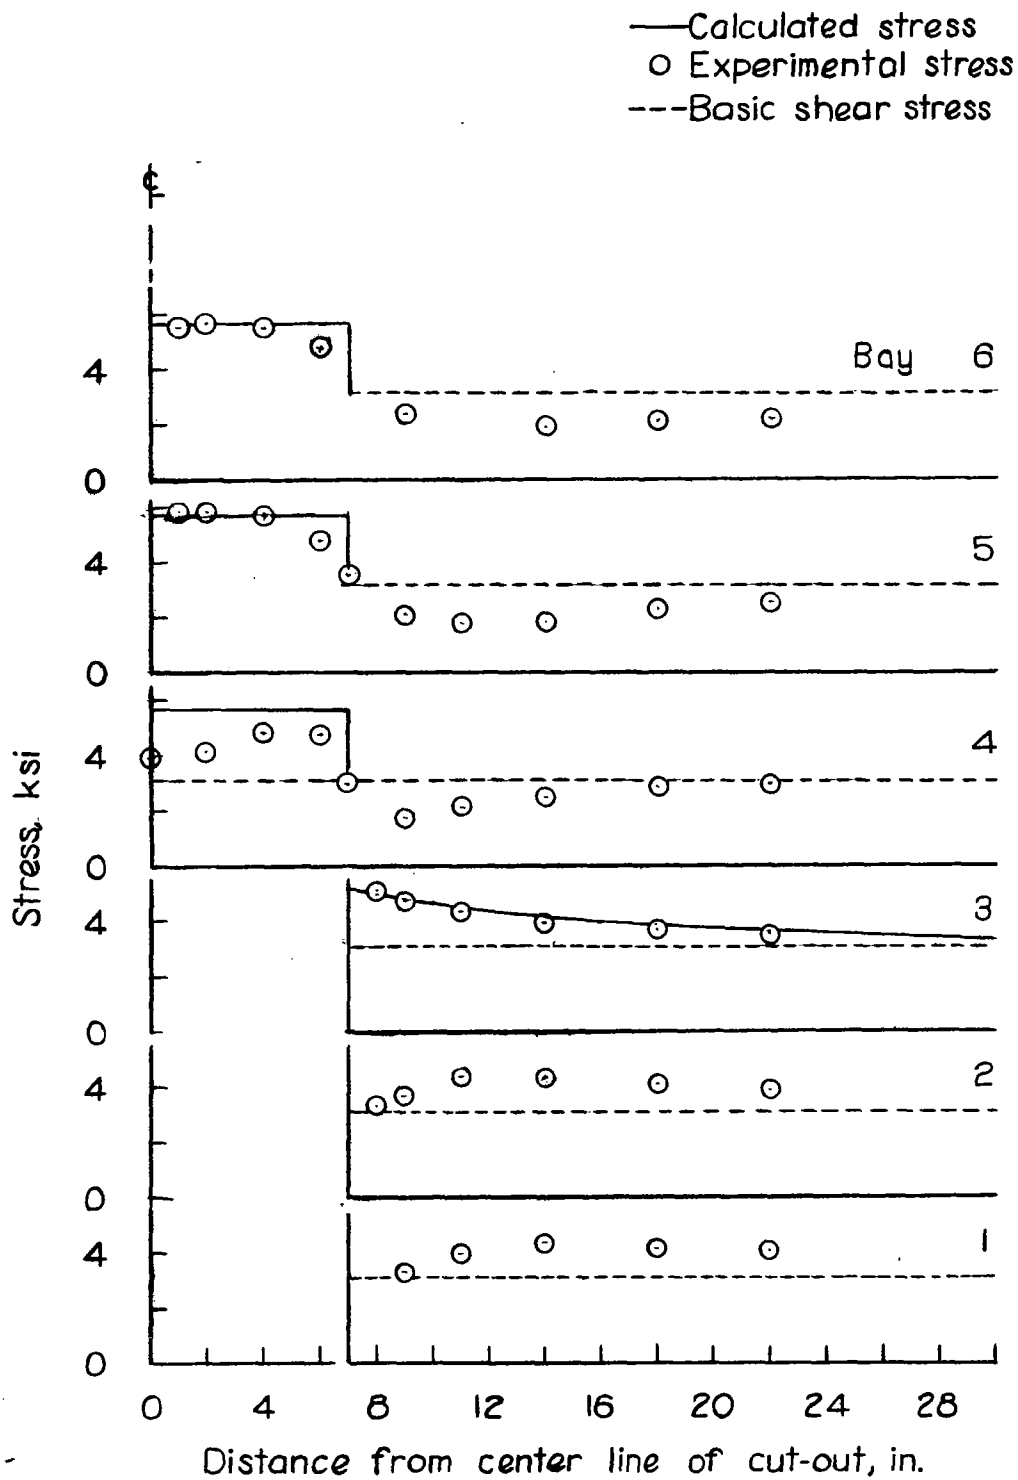 Calculated stress
Experimental stress
Basic shear stress
℄
Bay 6
4
0
5
4
0
4
4
0
3
4
0
2
4
0
1
4
0
0 4 8 12 16 20 24 28
Stress, ksi
Distance from center line of cut-out, in.